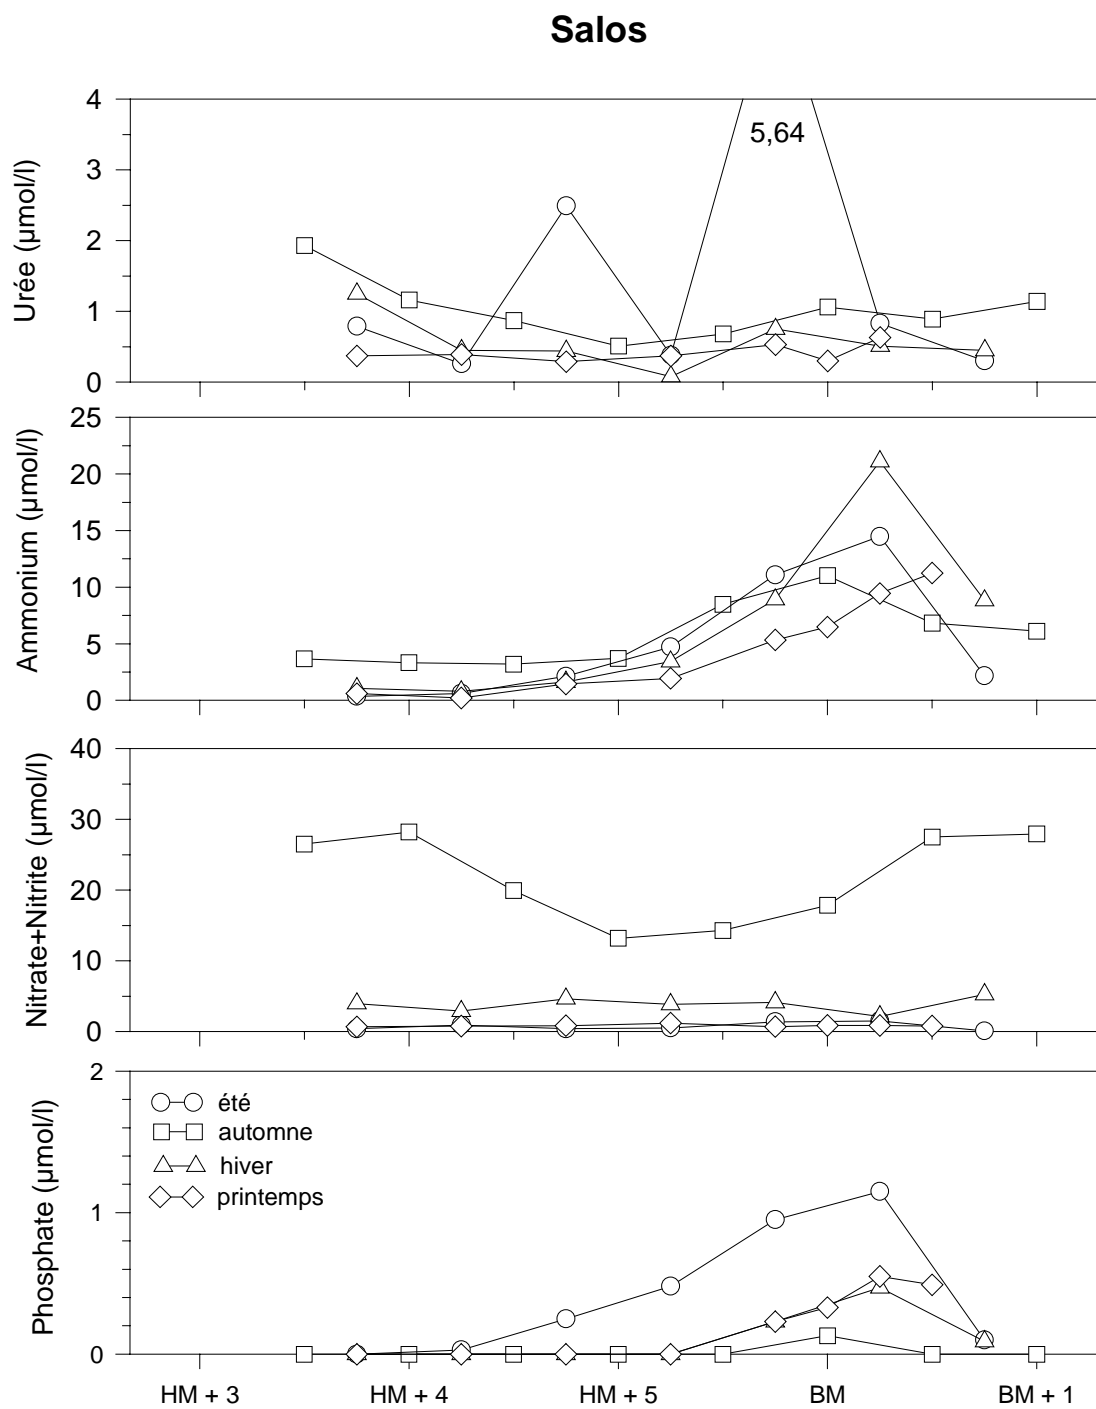 Salos
Urée (µmol/l)
4
3
2
1
0
5,64
Ammonium (µmol/l)
25
20
15
10
5
0
Nitrate+Nitrite (µmol/l)
40
30
20
10
0
Phosphate (µmol/l)
2
1
0
été
automne
hiver
printemps
HM + 3 HM + 4 HM + 5 BM BM + 1